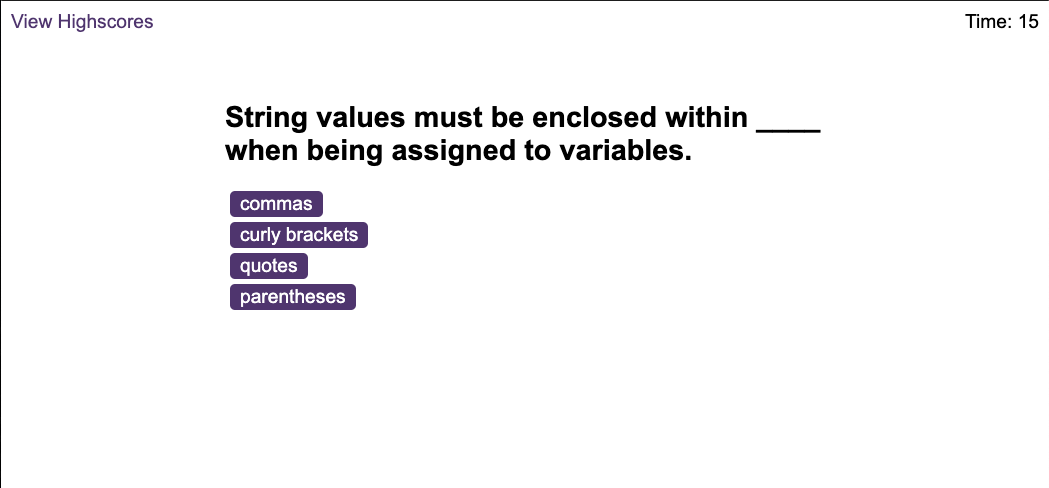 View Highscores
Time: 15
String values must be enclosed within ____
when being assigned to variables.
commas
curly brackets
quotes
parentheses